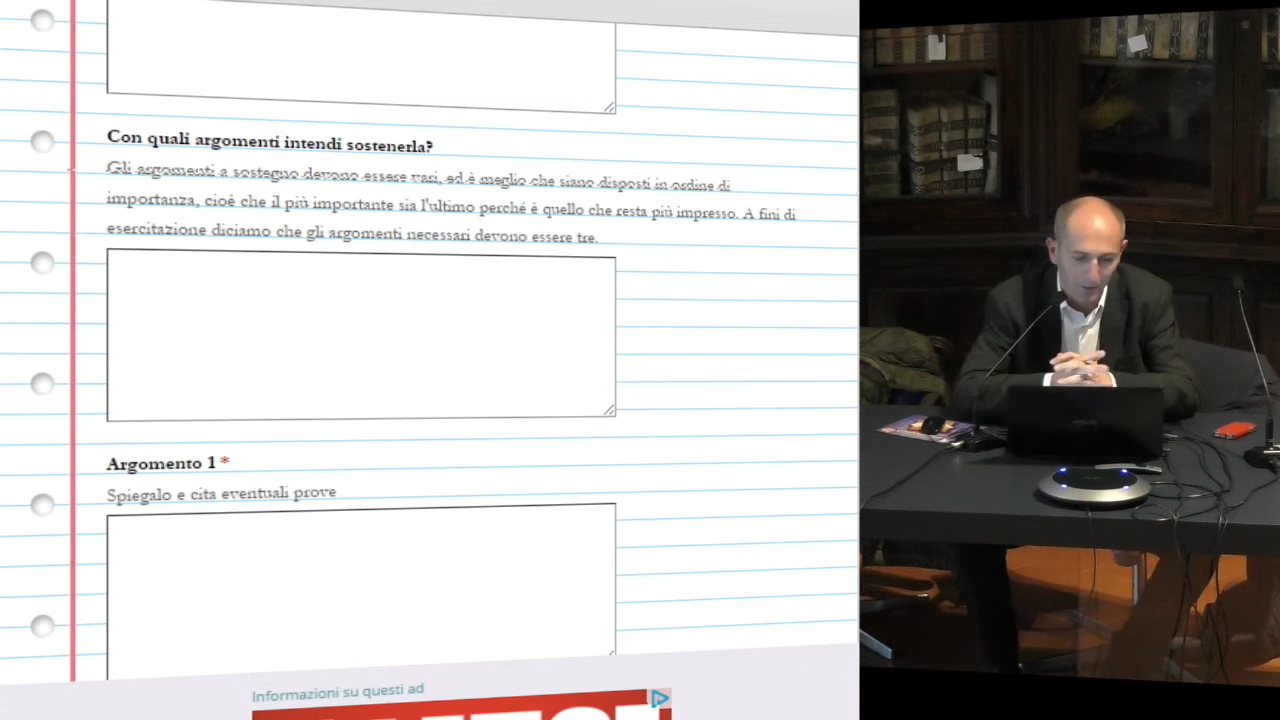 Con quali argomenti intendi sostenerla?
Gli argomenti a sostegno devono essere vari, ed è meglio che siano disposti in ordine di
importanza, cioè che il più importante sia l'ultimo perché è quello che resta più impresso. A fini di
esercitazione diciamo che gli argomenti necessari devono essere tre.
Argomento 1 *
Spiegalo e cita eventuali prove
Informazioni su questi ad